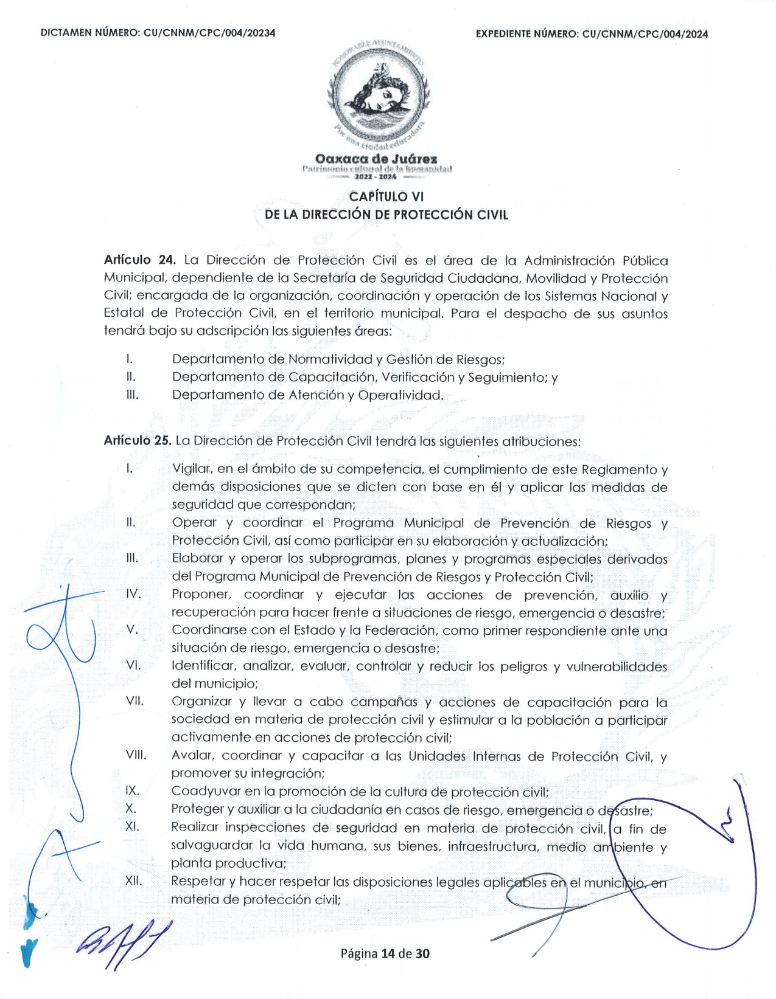 DICTAMEN NÚMERO: CU/CNNM/CPC/004/20234
EXPEDIENTE NÚMERO: CU/CNNM/CPC/004/2024
HONORABLE AYUNTAMIENTO
Por una ciudad educadora
Oaxaca de Juárez
Patrimonio cultural de la humanidad
2022 - 2024
CAPÍTULO VI
DE LA DIRECCIÓN DE PROTECCIÓN CIVIL
Artículo 24. La Dirección de Protección Civil es el área de la Administración Pública
Municipal, dependiente de la Secretaría de Seguridad Ciudadana, Movilidad y Protección
Civil; encargada de la organización, coordinación y operación de los Sistemas Nacional y
Estatal de Protección Civil, en el territorio municipal. Para el despacho de sus asuntos
tendrá bajo su adscripción las siguientes áreas:
I. Departamento de Normatividad y Gestión de Riesgos;
II. Departamento de Capacitación, Verificación y Seguimiento; y
III. Departamento de Atención y Operatividad.
Artículo 25. La Dirección de Protección Civil tendrá las siguientes atribuciones:
I. Vigilar, en el ámbito de su competencia, el cumplimiento de este Reglamento y
demás disposiciones que se dicten con base en él y aplicar las medidas de
seguridad que correspondan;
II. Operar y coordinar el Programa Municipal de Prevención de Riesgos y
Protección Civil, así como participar en su elaboración y actualización;
III. Elaborar y operar los subprogramas, planes y programas especiales derivados
del Programa Municipal de Prevención de Riesgos y Protección Civil;
IV. Proponer, coordinar y ejecutar las acciones de prevención, auxilio y
recuperación para hacer frente a situaciones de riesgo, emergencia o desastre;
V. Coordinarse con el Estado y la Federación, como primer respondiente ante una
situación de riesgo, emergencia o desastre;
VI. Identificar, analizar, evaluar, controlar y reducir los peligros y vulnerabilidades
del municipio;
VII. Organizar y llevar a cabo campañas y acciones de capacitación para la
sociedad en materia de protección civil y estimular a la población a participar
activamente en acciones de protección civil;
VIII. Avalar, coordinar y capacitar a las Unidades Internas de Protección Civil, y
promover su integración;
IX. Coadyuvar en la promoción de la cultura de protección civil;
X. Proteger y auxiliar a la ciudadanía en casos de riesgo, emergencia o desastre;
XI. Realizar inspecciones de seguridad en materia de protección civil, a fin de
salvaguardar la vida humana, sus bienes, infraestructura, medio ambiente y
planta productiva;
XII. Respetar y hacer respetar las disposiciones legales aplicables en el municipio, en
materia de protección civil;
Página 14 de 30